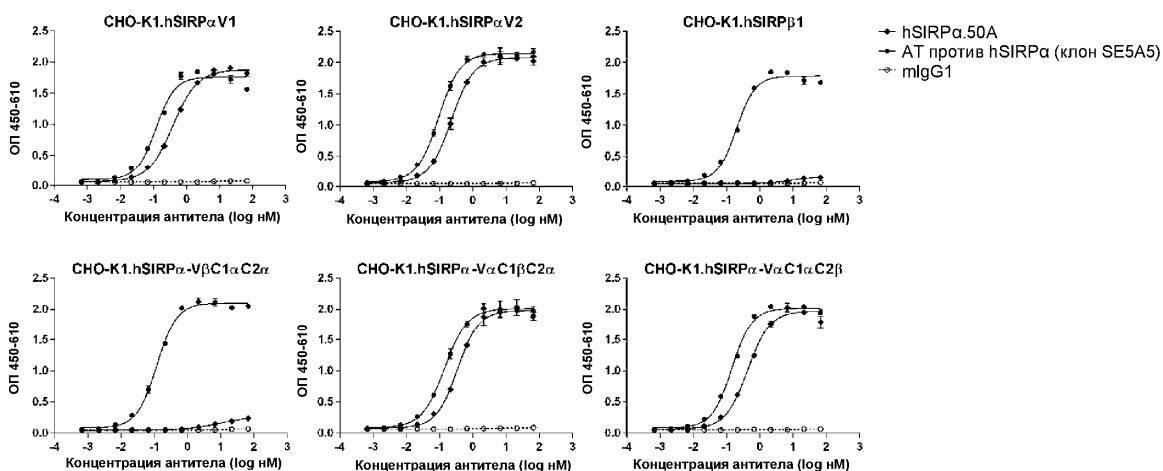 CHO-K1.hSIRPαV1
CHO-K1.hSIRPαV2
CHO-K1.hSIRPβ1
hSIRPα.50A
АТ против hSIRPα (клон SE5A5)
mIgG1
ОП 450-610
2.5
2.0
1.5
1.0
0.5
0.0
-4 -3 -2 -1 0 1 2 3
Концентрация антитела (log нМ)
ОП 450-610
2.5
2.0
1.5
1.0
0.5
0.0
-4 -3 -2 -1 0 1 2 3
Концентрация антитела (log нМ)
ОП 450-610
2.5
2.0
1.5
1.0
0.5
0.0
-4 -3 -2 -1 0 1 2 3
Концентрация антитела (log нМ)
CHO-K1.hSIRPα-VβC1αC2α
CHO-K1.hSIRPα-VαC1βC2α
CHO-K1.hSIRPα-VαC1αC2β
ОП 450-610
2.5
2.0
1.5
1.0
0.5
0.0
-4 -3 -2 -1 0 1 2 3
Концентрация антитела (log нМ)
ОП 450-610
2.5
2.0
1.5
1.0
0.5
0.0
-4 -3 -2 -1 0 1 2 3
Концентрация антитела (log нМ)
ОП 450-610
2.5
2.0
1.5
1.0
0.5
0.0
-4 -3 -2 -1 0 1 2 3
Концентрация антитела (log нМ)